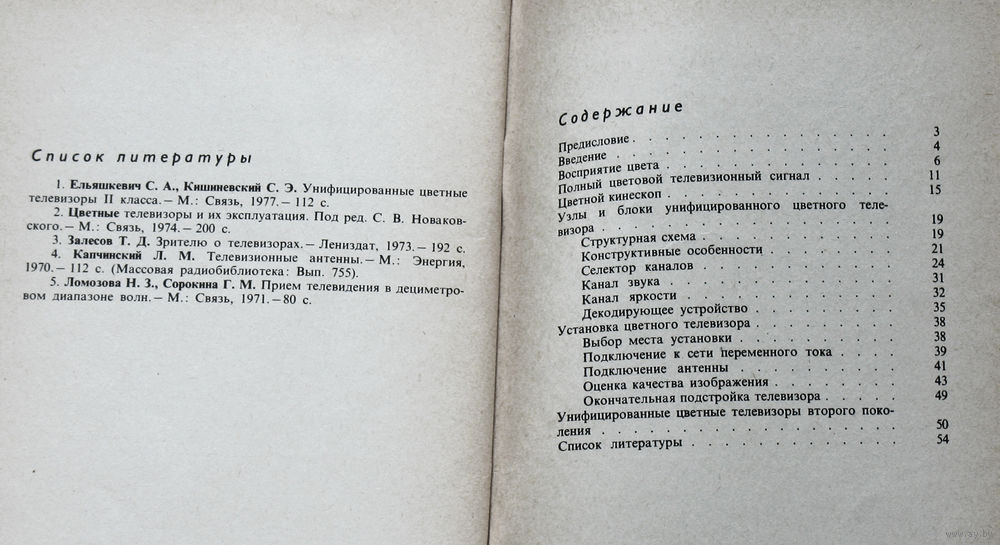 Список литературы
1. Ельяшкевич С. А., Кишиневский С. Э. Унифицированные цветные
телевизоры II класса.— М.: Связь, 1977.— 112 с.
2. Цветные телевизоры и их эксплуатация. Под ред. С. В. Новаков-
ского.— М.: Связь, 1974.— 200 с.
3. Залесов Т. Д. Зрителю о телевизорах.— Лениздат, 1973.— 192 с.
4. Капчинский Л. М. Телевизионные антенны.— М.: Энергия,
1970.— 112 с. (Массовая радиобиблиотека: Вып. 755).
5. Ломозова Н. З., Сорокина Г. М. Прием телевидения в дециметро-
вом диапазоне волн.— М.: Связь, 1971.— 80 с.
Содержание
Предисловие . . . . . . . . . . . . . . . 3
Введение . . . . . . . . . . . . . . . . 4
Восприятие цвета . . . . . . . . . . . . . 6
Полный цветовой телевизионный сигнал . . . . . 11
Цветной кинескоп . . . . . . . . . . . . . 15
Узлы и блоки унифицированного цветного теле-
визора . . . . . . . . . . . . . . . . . 19
Структурная схема . . . . . . . . . . . 19
Конструктивные особенности . . . . . . . 21
Селектор каналов . . . . . . . . . . . 24
Канал звука . . . . . . . . . . . . . 31
Канал яркости . . . . . . . . . . . . 32
Декодирующее устройство . . . . . . . . 35
Установка цветного телевизора . . . . . . . . 38
Выбор места установки . . . . . . . . . 38
Подключение к сети переменного тока . . . . 39
Подключение антенны . . . . . . . . . . 41
Оценка качества изображения . . . . . . . 43
Окончательная подстройка телевизора . . . . . 49
Унифицированные цветные телевизоры второго поко-
ления . . . . . . . . . . . . . . . . . 50
Список литературы . . . . . . . . . . . . 54
www.ay.by